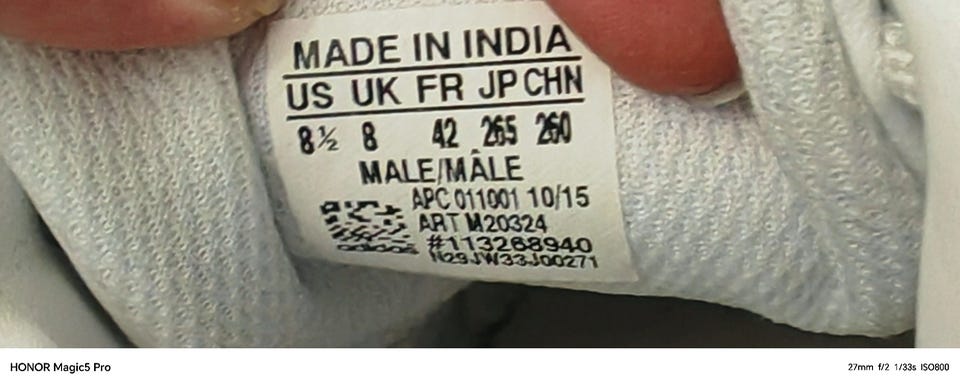 MADE IN INDIA
US UK FR JP CHN
8½ 8 42 265 260
MALE/MÂLE
APC 011001 10/15
ART M20324
#113268940
adidas N29JW33J00271
HONOR Magic5 Pro
27mm f/2 1/33s ISO800